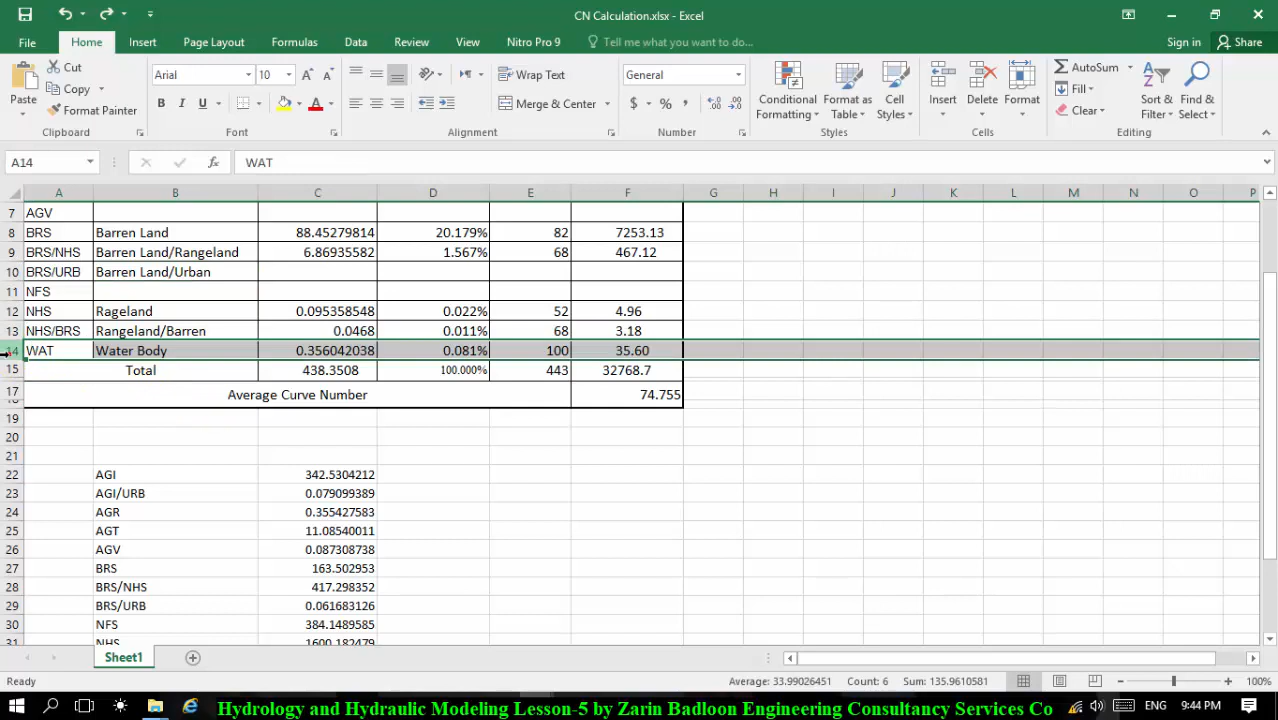 CN Calculation.xlsx - Excel
File Home Insert Page Layout Formulas Data Review View Nitro Pro 9 Tell me what you want to do... Sign in Share
Paste Cut Copy Format Painter
Arial 10
B I U
Wrap Text
Merge & Center
General
$ % ,
Conditional Formatting Format as Table Cell Styles
Insert Delete Format
AutoSum Fill Clear
Sort & Filter Find & Select
Clipboard Font Alignment Number Styles Cells Editing
A14 fx WAT
A B C D E F G H I J K L M N O P
7 AGV
8 BRS Barren Land 88.45279814 20.179% 82 7253.13
9 BRS/NHS Barren Land/Rangeland 6.86935582 1.567% 68 467.12
10 BRS/URB Barren Land/Urban
11 NFS
12 NHS Rageland 0.095358548 0.022% 52 4.96
13 NHS/BRS Rangeland/Barren 0.0468 0.011% 68 3.18
14 WAT Water Body 0.356042038 0.081% 100 35.60
15 Total 438.3508 100.000% 443 32768.7
17 Average Curve Number 74.755
19
20
21
22 AGI 342.5304212
23 AGI/URB 0.079099389
24 AGR 0.355427583
25 AGT 11.08540011
26 AGV 0.087308738
27 BRS 163.502953
28 BRS/NHS 417.298352
29 BRS/URB 0.061683126
30 NFS 384.1489585
31 NHS 1600.182479
Sheet1
Ready Average: 33.99026451 Count: 6 Sum: 135.9610581 100%
Hydrology and Hydraulic Modeling Lesson-5 by Zarin Badloon Engineering Consultancy Services Co
ENG 9:44 PM